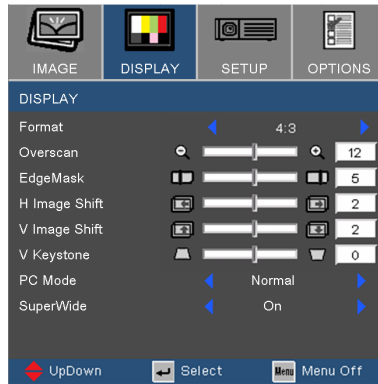 IMAGE DISPLAY SETUP OPTIONS
DISPLAY
Format 4:3
Overscan 12
EdgeMask 5
H Image Shift 2
V Image Shift 2
V Keystone 0
PC Mode Normal
SuperWide On
UpDown Select Menu Menu Off